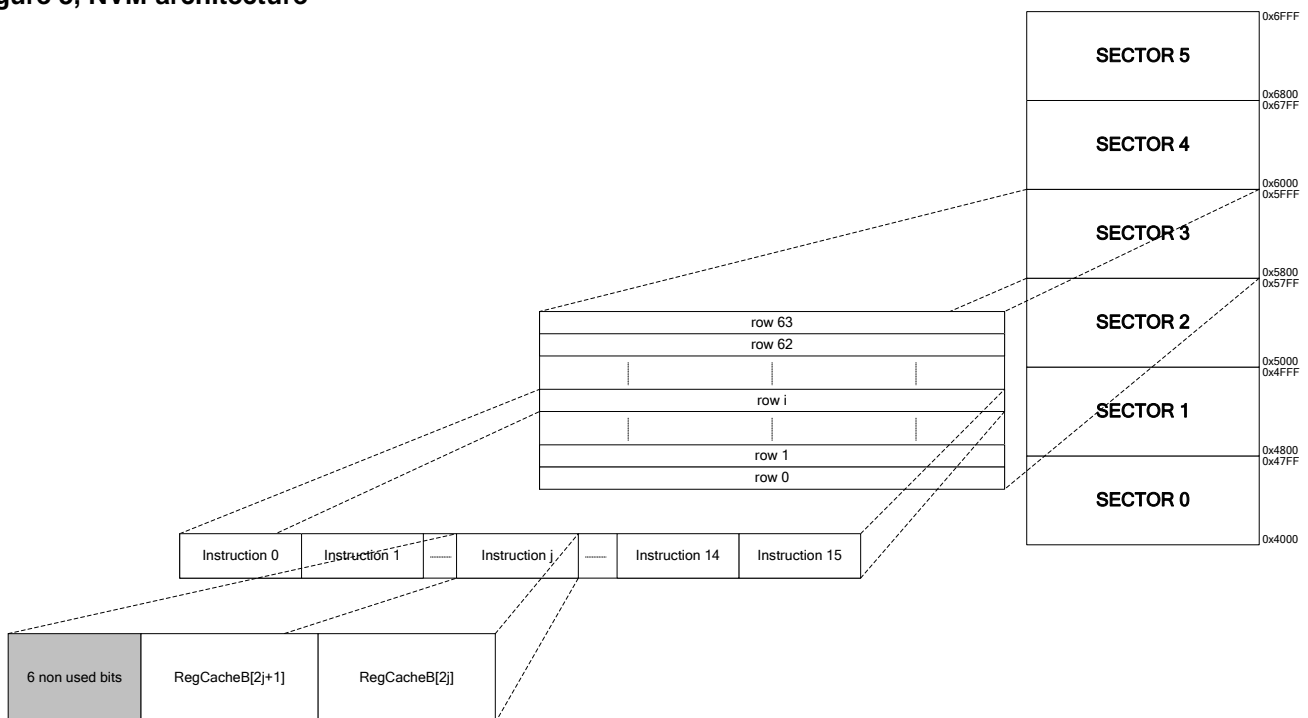 gure 3, NVM architecture
0x6FFF
SECTOR 5
0x6800
0x67FF
SECTOR 4
0x6000
0x5FFF
SECTOR 3
0x5800
0x57FF
SECTOR 2
0x5000
0x4FFF
SECTOR 1
0x4800
0x47FF
SECTOR 0
0x4000
row 63
row 62
row i
row 1
row 0
Instruction 0 Instruction 1 Instruction j Instruction 14 Instruction 15
6 non used bits RegCacheB[2j+1] RegCacheB[2j]